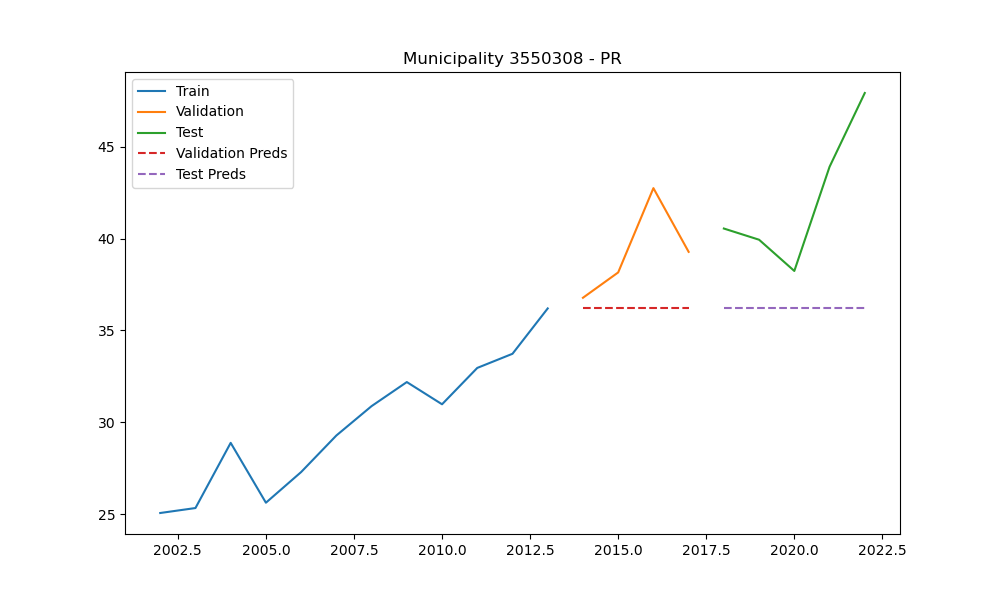 Municipality 3550308 - PR
Train
Validation
Test
Validation Preds
Test Preds
45
40
35
30
25
2002.5 2005.0 2007.5 2010.0 2012.5 2015.0 2017.5 2020.0 2022.5